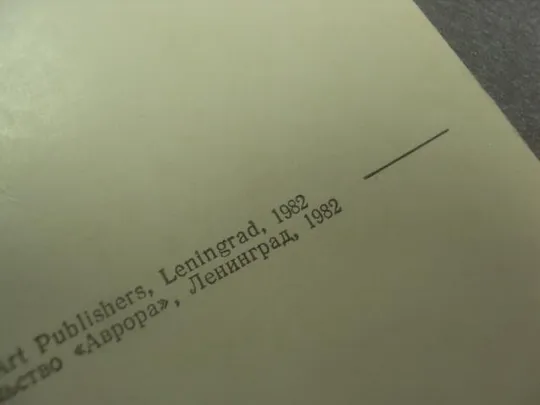 Art Publishers, Leningrad, 1982
«Аврора», Ленинград, 1982